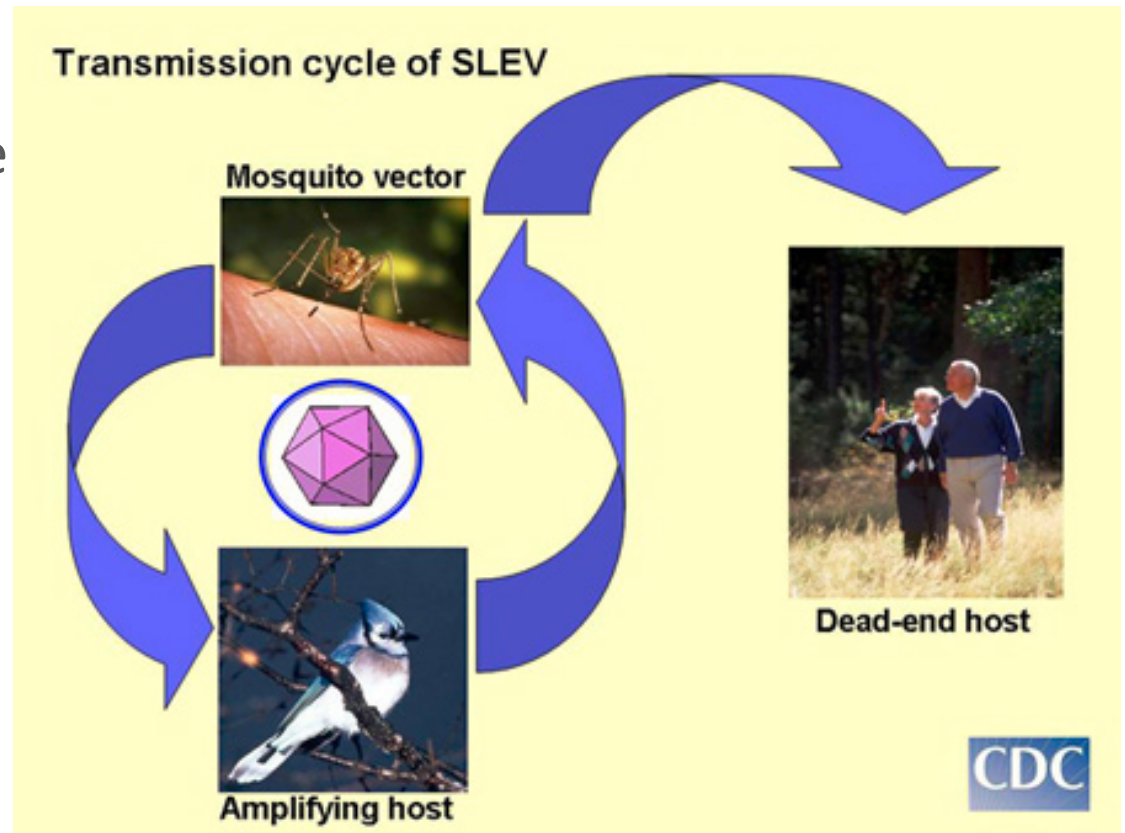 Transmission cycle of SLEV
e
Mosquito vector
Dead-end host
CDC
Amplifying host